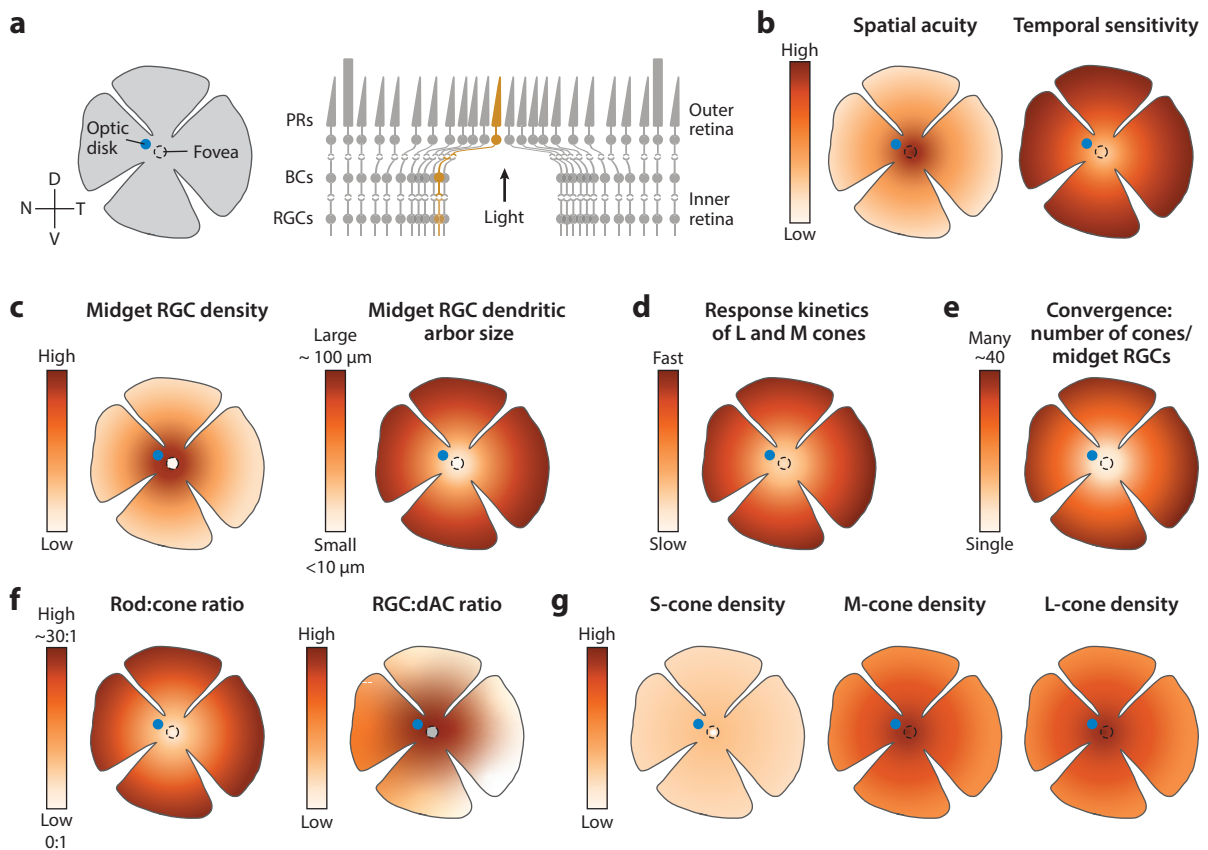 a
Optic
disk
Fovea
D
N
T
V
PRs
BCs
RGCs
Light
Outer
retina
Inner
retina
b
Spatial acuity
Temporal sensitivity
High
Low
c
Midget RGC density
High
Low
Midget RGC dendritic
arbor size
Large
~ 100 µm
Small
<10 µm
d
Response kinetics
of L and M cones
Fast
Slow
e
Convergence:
number of cones/
midget RGCs
Many
~40
Single
f
Rod:cone ratio
High
~30:1
Low
0:1
RGC:dAC ratio
High
Low
g
S-cone density
M-cone density
L-cone density
High
Low